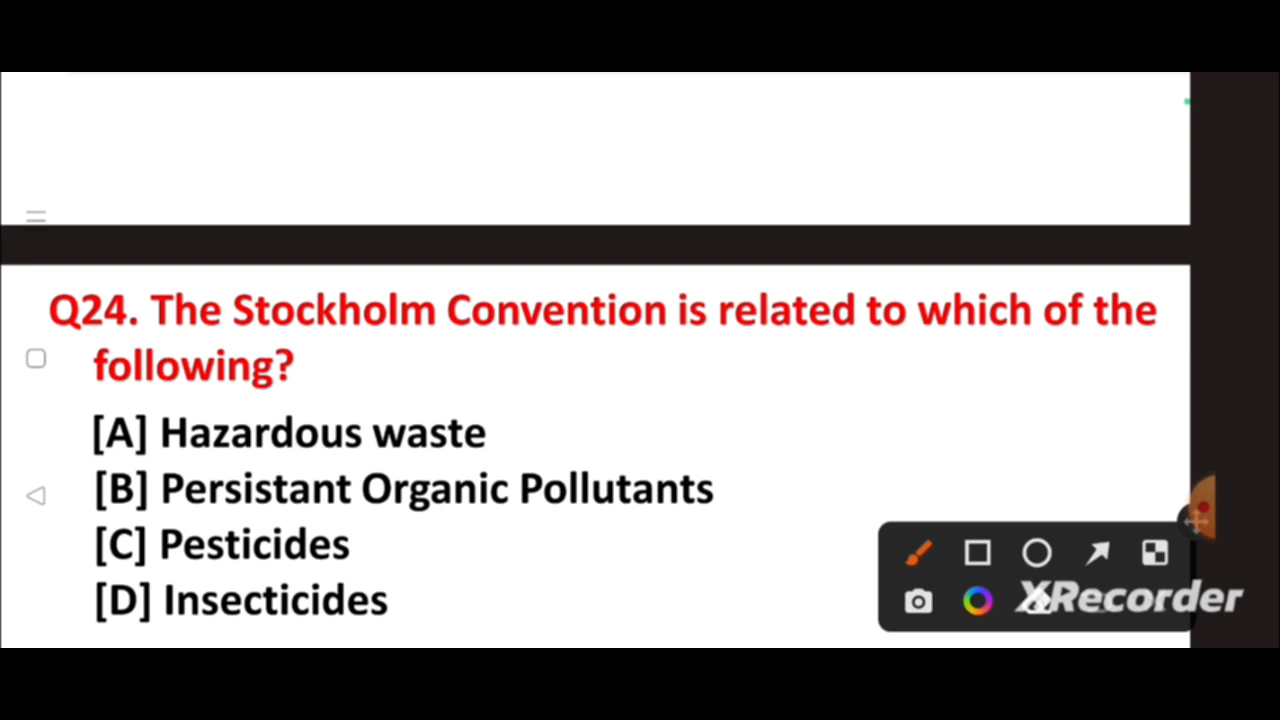 Q24. The Stockholm Convention is related to which of the
following?
[A] Hazardous waste
[B] Persistant Organic Pollutants
[C] Pesticides
[D] Insecticides
XRecorder